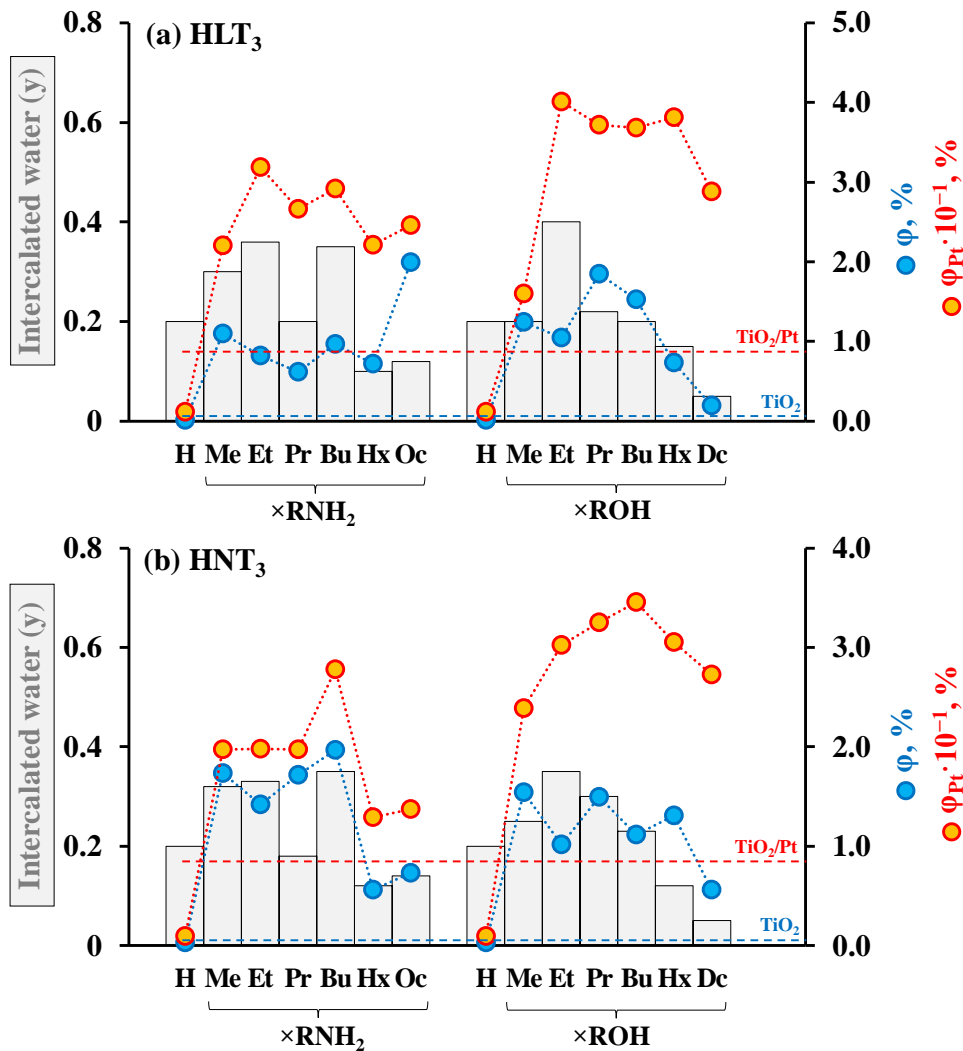 (a) HLT₃
Intercalated water (y)
0.8
0.6
0.4
0.2
0
5.0
4.0
3.0
2.0
1.0
0.0
φ, %
φPt·10⁻¹, %
TiO₂/Pt
TiO₂
H Me Et Pr Bu Hx Oc H Me Et Pr Bu Hx Dc
×RNH₂ ×ROH
(b) HNT₃
Intercalated water (y)
0.8
0.6
0.4
0.2
0
4.0
3.0
2.0
1.0
0.0
φ, %
φPt·10⁻¹, %
TiO₂/Pt
TiO₂
H Me Et Pr Bu Hx Oc H Me Et Pr Bu Hx Dc
×RNH₂ ×ROH